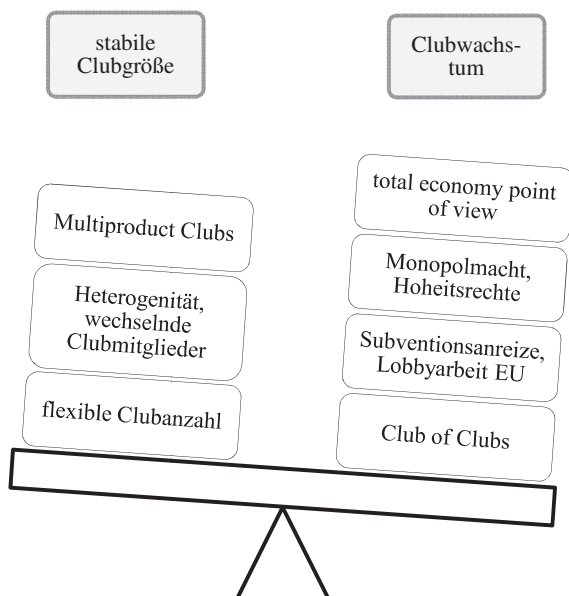 stabile
Clubgröße
Clubwachs-
tum
Multiproduct Clubs
Heterogenität,
wechselnde
Clubmitglieder
flexible Clubanzahl
total economy point
of view
Monopolmacht,
Hoheitsrechte
Subventionsanreize,
Lobbyarbeit EU
Club of Clubs